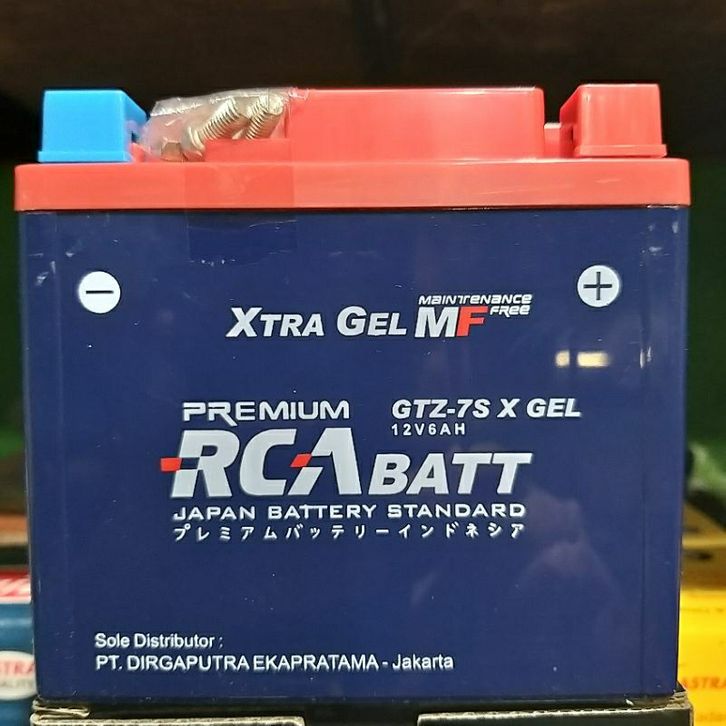 − +
XTRA GEL MF MAINTENANCE FREE
PREMIUM GTZ-7S X GEL
12V6AH
RCA BATT
JAPAN BATTERY STANDARD
プレミアムバッテリーインドネシア
Sole Distributor :
PT. DIRGAPUTRA EKAPRATAMA - Jakarta
ASTRA